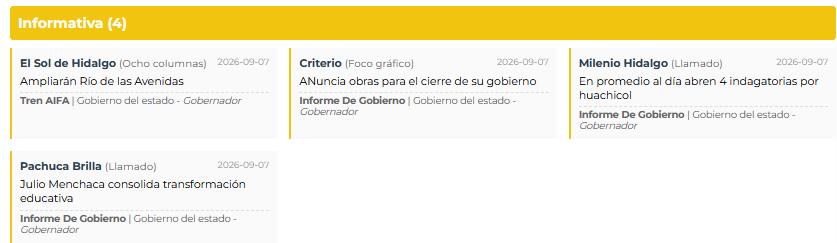 Informativa (4)
El Sol de Hidalgo (Ocho columnas) 2026-09-07
Ampliarán Río de las Avenidas
Tren AIFA | Gobierno del estado - Gobernador
Criterio (Foco gráfico) 2026-09-07
ANuncia obras para el cierre de su gobierno
Informe De Gobierno | Gobierno del estado -
Gobernador
Milenio Hidalgo (Llamado) 2026-09-07
En promedio al día abren 4 indagatorias por
huachicol
Informe De Gobierno | Gobierno del estado -
Gobernador
Pachuca Brilla (Llamado) 2026-09-07
Julio Menchaca consolida transformación
educativa
Informe De Gobierno | Gobierno del estado -
Gobernador